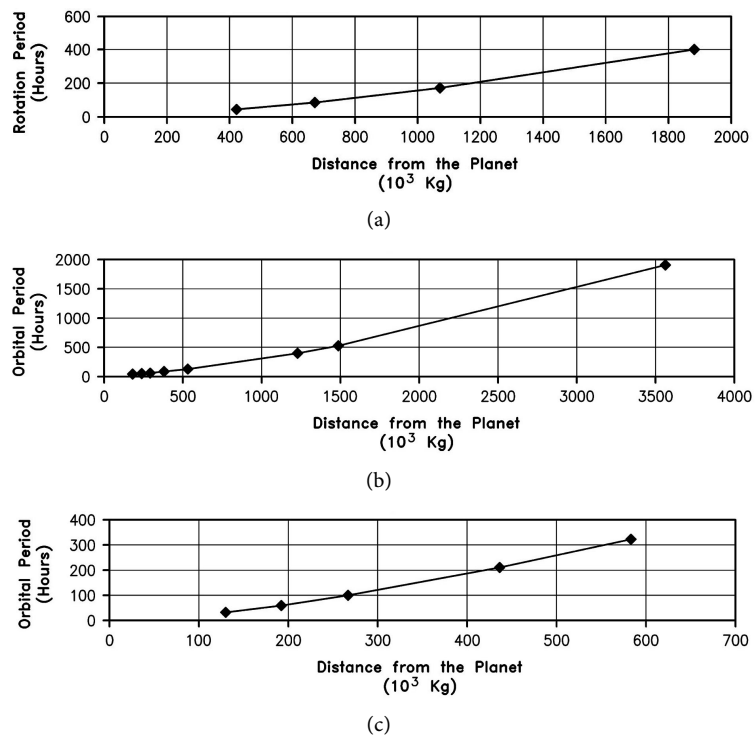 Rotation Period
(Hours)
600
400
200
0
0 200 400 600 800 1000 1200 1400 1600 1800 2000
Distance from the Planet
(10³ Kg)
(a)
Orbital Period
(Hours)
2000
1500
1000
500
0
0 500 1000 1500 2000 2500 3000 3500 4000
Distance from the Planet
(10³ Kg)
(b)
Orbital Period
(Hours)
400
300
200
100
0
0 100 200 300 400 500 600 700
Distance from the Planet
(10³ Kg)
(c)